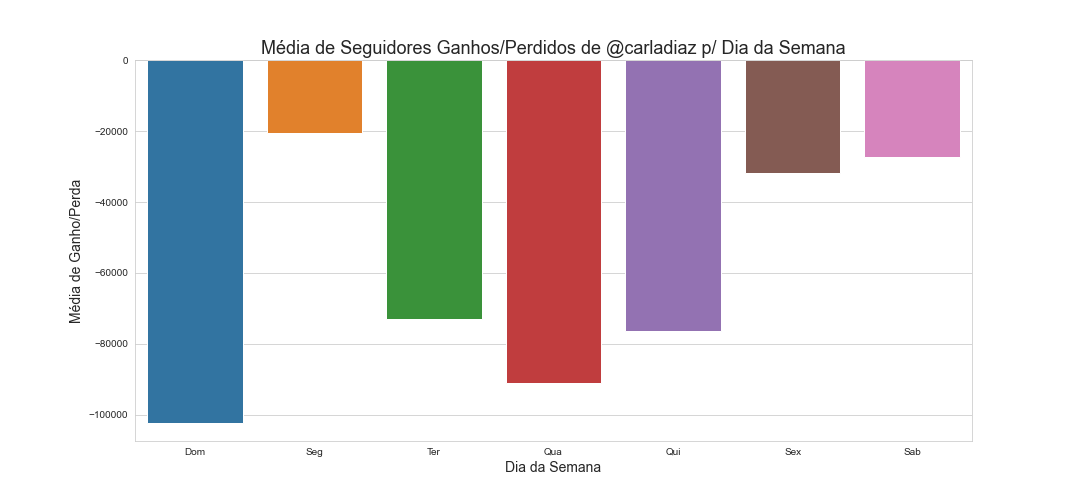 Média de Seguidores Ganhos/Perdidos de @carladiaz p/ Dia da Semana
Média de Ganho/Perda
0
−20000
−40000
−60000
−80000
−100000
Dom Seg Ter Qua Qui Sex Sab
Dia da Semana